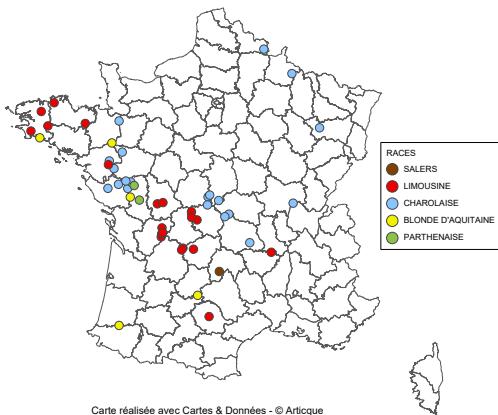 RACES
SALERS
LIMOUSINE
CHAROLAISE
BLONDE D'AQUITAINE
PARTHENAISE
Carte réalisée avec Cartes & Données - © Articque